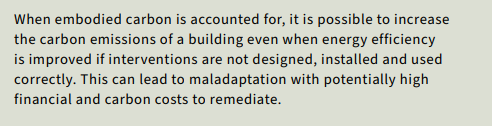 When embodied carbon is accounted for, it is possible to increase
the carbon emissions of a building even when energy efficiency
is improved if interventions are not designed, installed and used
correctly. This can lead to maladaptation with potentially high
financial and carbon costs to remediate.